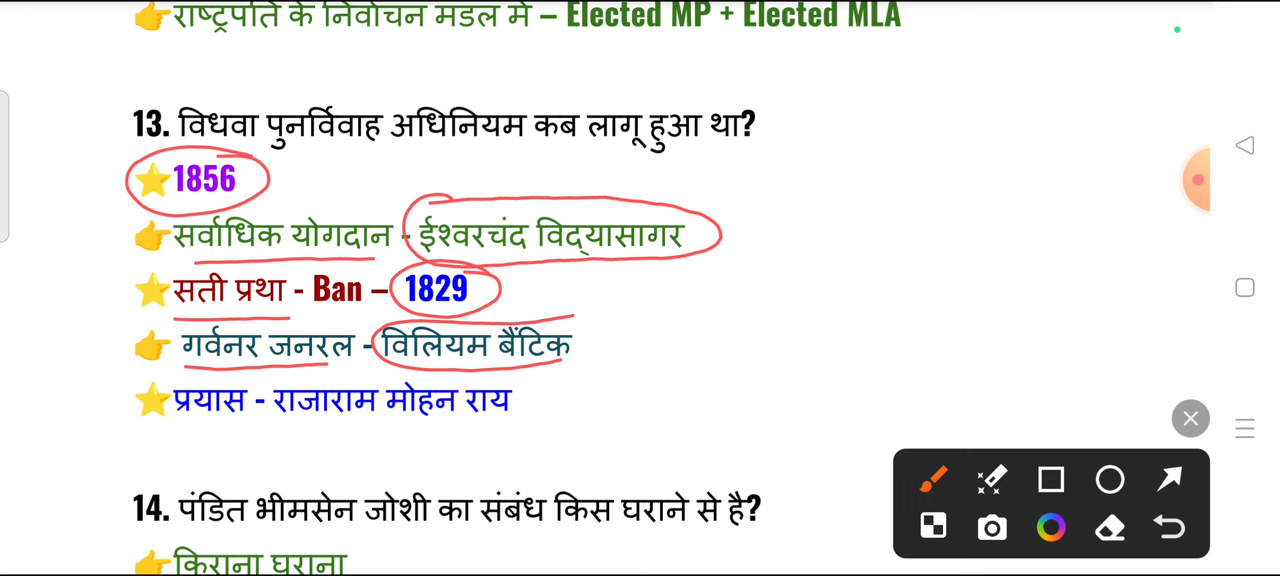 👉राष्ट्रपति के निर्वाचन मंडल में – Elected MP + Elected MLA
13. विधवा पुनर्विवाह अधिनियम कब लागू हुआ था?
⭐1856
👉सर्वाधिक योगदान - ईश्वरचंद विद्यासागर
⭐सती प्रथा - Ban – 1829
👉 गर्वनर जनरल - विलियम बैंटिक
⭐प्रयास - राजाराम मोहन राय
14. पंडित भीमसेन जोशी का संबंध किस घराने से है?
👉किराना घराना